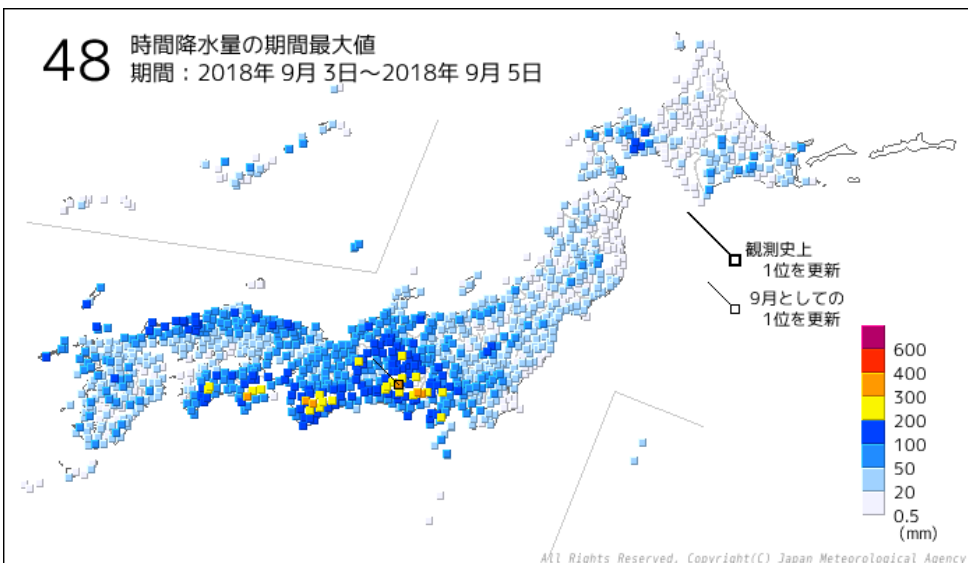 48 時間降水量の期間最大値
期間：2018年 9月 3日～2018年 9月 5日
観測史上
1位を更新
9月としての
1位を更新
600
400
300
200
100
50
20
0.5
(mm)
All Rights Reserved, Copyright(C) Japan Meteorological Agency